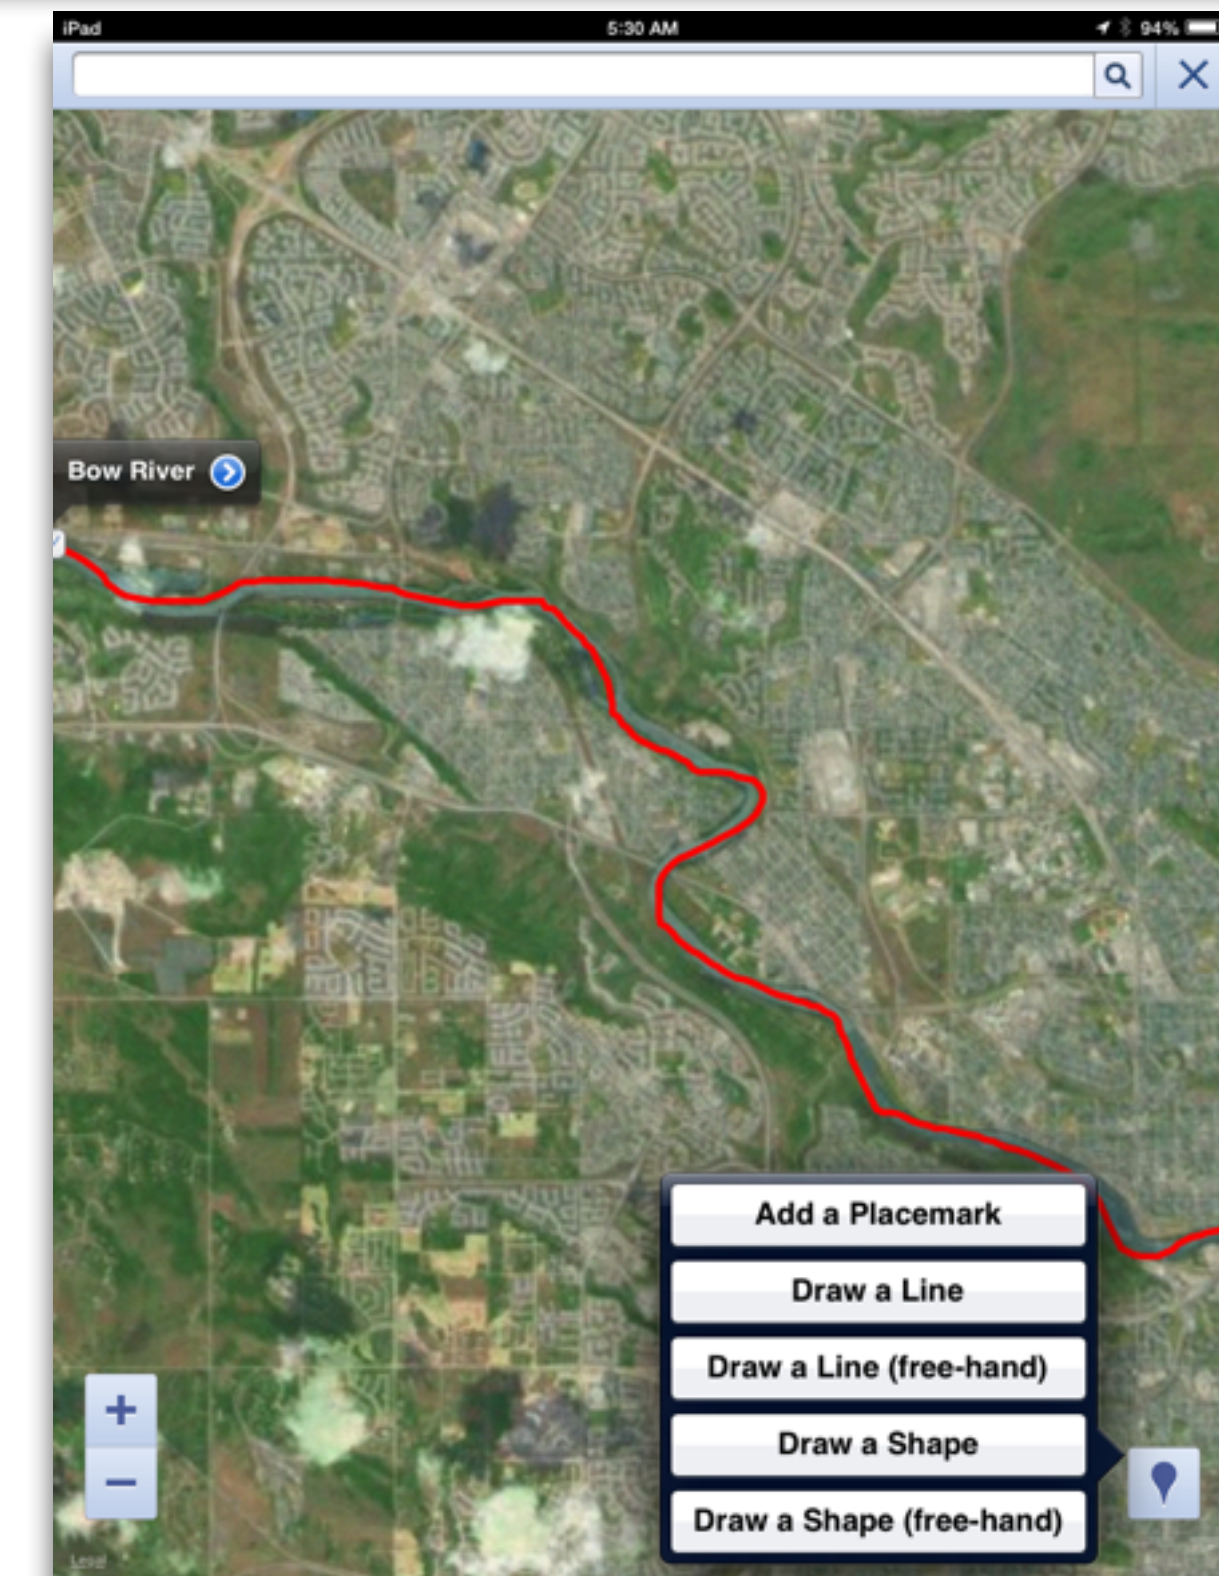 iPad
5:30 AM
94%
Bow River
Add a Placemark
Draw a Line
Draw a Line (free-hand)
Draw a Shape
Draw a Shape (free-hand)
+
−
Legal